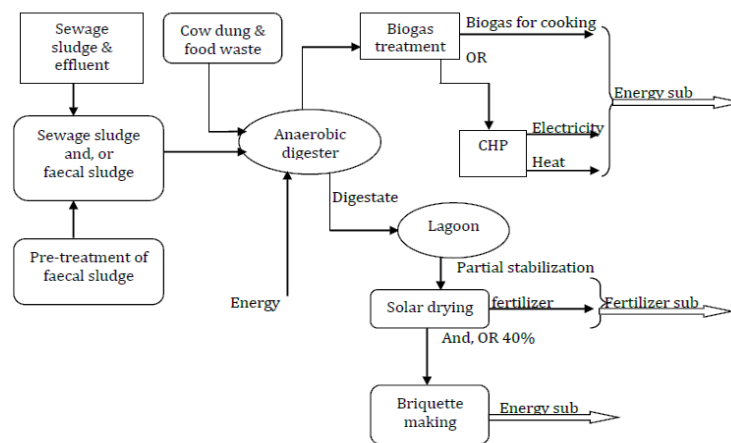 Sewage
sludge &
effluent
Cow dung &
food waste
Biogas
treatment
Biogas for cooking
OR
Energy sub
Sewage sludge
and, or
faecal sludge
Anaerobic
digester
CHP
Electricity
Heat
Digestate
Lagoon
Pre-treatment of
faecal sludge
Partial stabilization
Energy
Solar drying
fertilizer
Fertilizer sub
And, OR 40%
Briquette
making
Energy sub